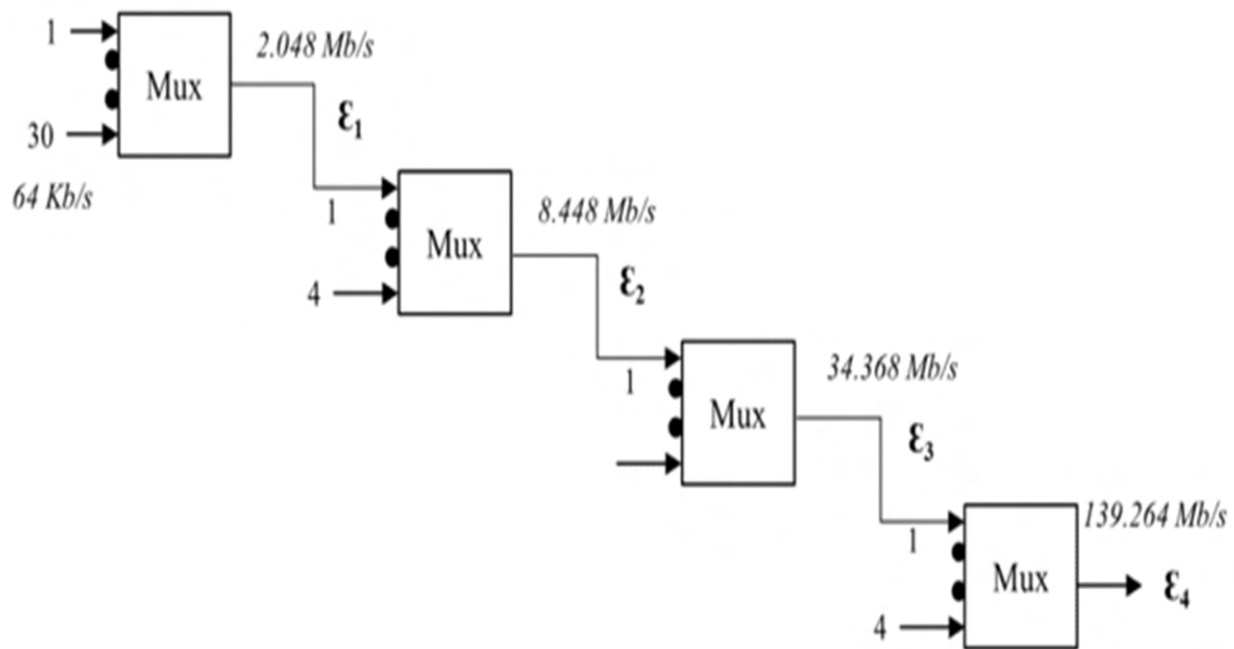 1
Mux
30
64 Kb/s
2.048 Mb/s
ε1
1
Mux
4
8.448 Mb/s
ε2
1
Mux
34.368 Mb/s
ε3
1
Mux
4
139.264 Mb/s
ε4